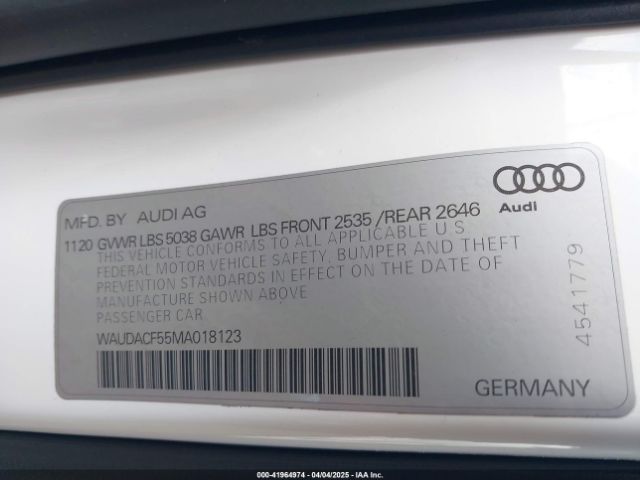 MFD. BY AUDI AG
1120 GVWR LBS 5038 GAWR LBS FRONT 2535 /REAR 2646
THIS VEHICLE CONFORMS TO ALL APPLICABLE U.S
FEDERAL MOTOR VEHICLE SAFETY, BUMPER AND THEFT
PREVENTION STANDARDS IN EFFECT ON THE DATE OF
MANUFACTURE SHOWN ABOVE
PASSENGER CAR
WAUDACF55MA018123
Audi
4541779
GERMANY
000-41964974 - 04/04/2025 - IAA Inc.